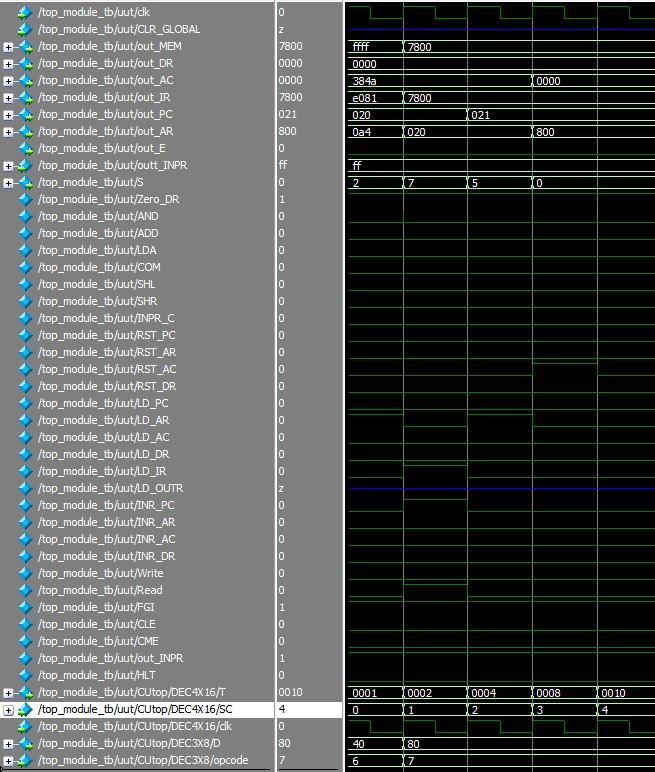 /top_module_tb/uut/clk 0
/top_module_tb/uut/CLR_GLOBAL z
/top_module_tb/uut/out_MEM 7800 ffff 7800
/top_module_tb/uut/out_DR 0000 0000
/top_module_tb/uut/out_AC 0000 384a 0000
/top_module_tb/uut/out_IR 7800 e081 7800
/top_module_tb/uut/out_PC 021 020 021
/top_module_tb/uut/out_AR 800 0a4 020 800
/top_module_tb/uut/out_E 0
/top_module_tb/uut/outt_INPR ff ff
/top_module_tb/uut/S 0 2 7 5 0
/top_module_tb/uut/Zero_DR 1
/top_module_tb/uut/AND 0
/top_module_tb/uut/ADD 0
/top_module_tb/uut/LDA 0
/top_module_tb/uut/COM 0
/top_module_tb/uut/SHL 0
/top_module_tb/uut/SHR 0
/top_module_tb/uut/INPR_C 0
/top_module_tb/uut/RST_PC 0
/top_module_tb/uut/RST_AR 0
/top_module_tb/uut/RST_AC 0
/top_module_tb/uut/RST_DR 0
/top_module_tb/uut/LD_PC 0
/top_module_tb/uut/LD_AR 0
/top_module_tb/uut/LD_AC 0
/top_module_tb/uut/LD_DR 0
/top_module_tb/uut/LD_IR 0
/top_module_tb/uut/LD_OUTR z
/top_module_tb/uut/INR_PC 0
/top_module_tb/uut/INR_AR 0
/top_module_tb/uut/INR_AC 0
/top_module_tb/uut/INR_DR 0
/top_module_tb/uut/Write 0
/top_module_tb/uut/Read 0
/top_module_tb/uut/FGI 1
/top_module_tb/uut/CLE 0
/top_module_tb/uut/CME 0
/top_module_tb/uut/out_INPR 1
/top_module_tb/uut/HLT 0
/top_module_tb/uut/CUtop/DEC4X16/T 0010 0001 0002 0004 0008 0010
/top_module_tb/uut/CUtop/DEC4X16/SC 4 0 1 2 3 4
/top_module_tb/uut/CUtop/DEC4X16/clk 0
/top_module_tb/uut/CUtop/DEC3X8/D 80 40 80
/top_module_tb/uut/CUtop/DEC3X8/opcode 7 6 7